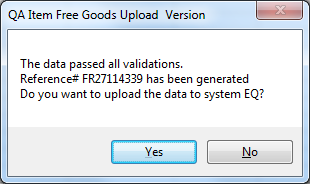 QA Item Free Goods Upload  Version
The data passed all validations.
Reference# FR27114339 has been generated
Do you want to upload the data to system EQ?
Yes
No